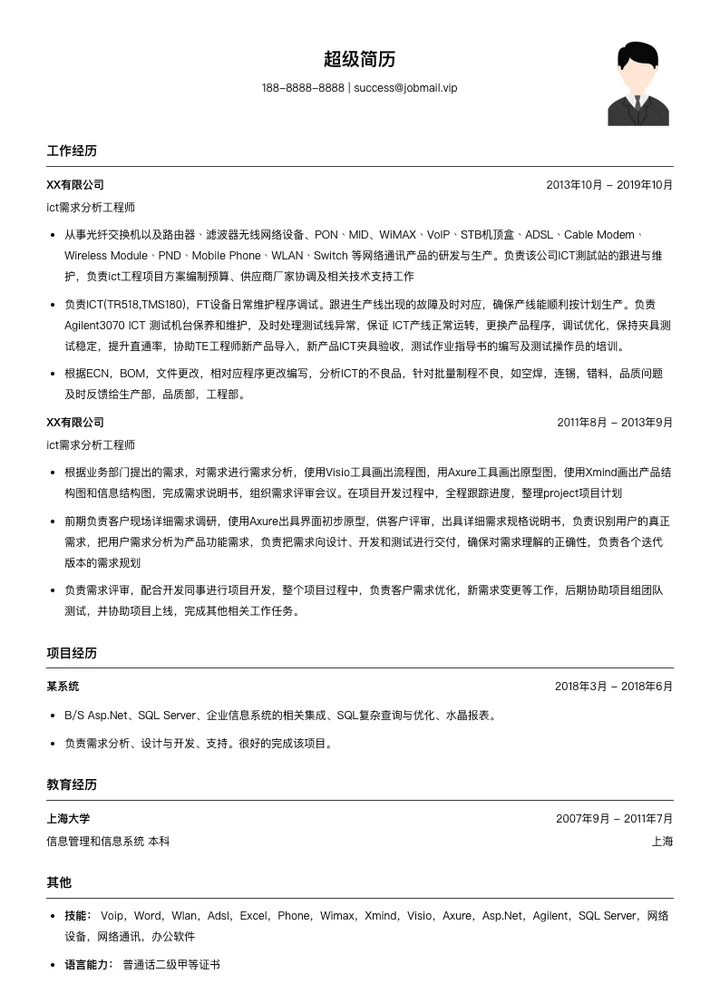 超级简历
188-8888-8888 | success@jobmail.vip
工作经历
XX有限公司 2013年10月 – 2019年10月
ict需求分析工程师
• 从事光纤交换机以及路由器、滤波器无线网络设备、PON、MID、WiMAX、VoIP、STB机顶盒、ADSL、Cable Modem、
Wireless Module、PND、Mobile Phone、WLAN、Switch 等网络通讯产品的研发与生产。负责该公司ICT測試站的跟进与维
护，负责ict工程项目方案编制预算、供应商厂家协调及相关技术支持工作
• 负责ICT(TR518,TMS180)，FT设备日常维护程序调试。跟进生产线出现的故障及时对应，确保产线能顺利按计划生产。负责
Agilent3070 ICT 测试机台保养和维护，及时处理测试线异常，保证 ICT产线正常运转，更换产品程序，调试优化，保持夹具测
试稳定，提升直通率，协助TE工程师新产品导入，新产品ICT夹具验收，测试作业指导书的编写及测试操作员的培训。
• 根据ECN，BOM，文件更改，相对应程序更改编写，分析ICT的不良品，针对批量制程不良，如空焊，连锡，错料，品质问题
及时反馈给生产部，品质部，工程部。
XX有限公司 2011年8月 – 2013年9月
ict需求分析工程师
• 根据业务部门提出的需求，对需求进行需求分析，使用Visio工具画出流程图，用Axure工具画出原型图，使用Xmind画出产品结
构图和信息结构图，完成需求说明书，组织需求评审会议。在项目开发过程中，全程跟踪进度，整理project项目计划
• 前期负责客户现场详细需求调研，使用Axure出具界面初步原型，供客户评审，出具详细需求规格说明书，负责识别用户的真正
需求，把用户需求分析为产品功能需求，负责把需求向设计、开发和测试进行交付，确保对需求理解的正确性，负责各个迭代
版本的需求规划
• 负责需求评审，配合开发同事进行项目开发，整个项目过程中，负责客户需求优化，新需求变更等工作，后期协助项目组团队
测试，并协助项目上线，完成其他相关工作任务。
项目经历
某系统 2018年3月 – 2018年6月
• B/S Asp.Net、SQL Server、企业信息系统的相关集成、SQL复杂查询与优化、水晶报表。
• 负责需求分析、设计与开发、支持。很好的完成该项目。
教育经历
上海大学 2007年9月 – 2011年7月
信息管理和信息系统 本科 上海
其他
• 技能： Voip，Word，Wlan，Adsl，Excel，Phone，Wimax，Xmind，Visio，Axure，Asp.Net，Agilent，SQL Server，网络
设备，网络通讯，办公软件
• 语言能力： 普通话二级甲等证书